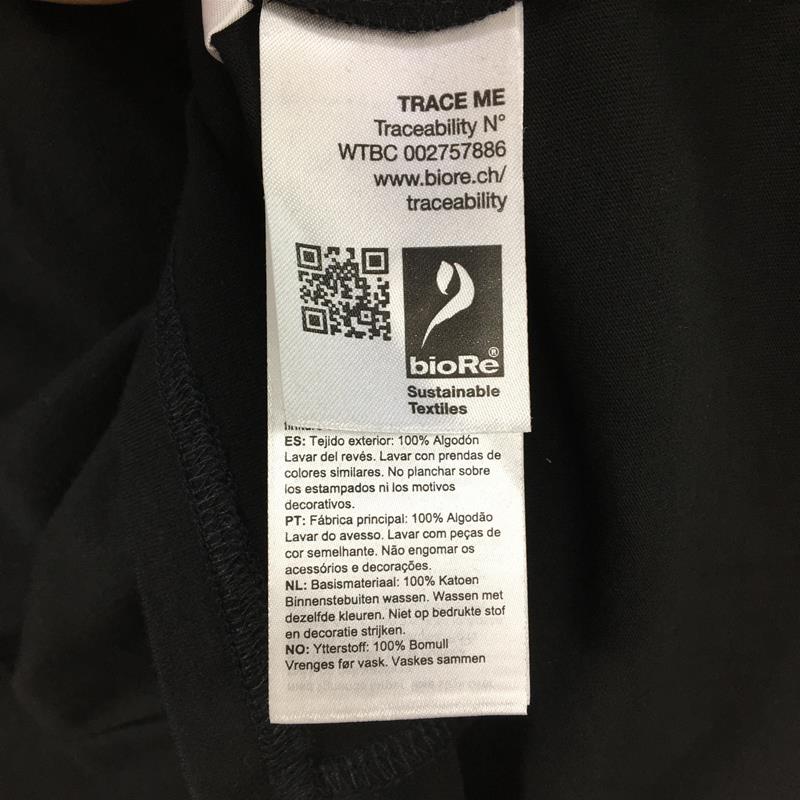 TRACE ME
Traceability N°
WTBC 002757886
www.biore.ch/
traceability
bioRe®
Sustainable
Textiles
ES: Tejido exterior: 100% Algodón
Lavar del revés. Lavar con prendas de
colores similares. No planchar sobre
los estampados ni los motivos
decorativos.
PT: Fábrica principal: 100% Algodão
Lavar do avesso. Lavar com peças de
cor semelhante. Não engomar os
acessórios e decorações.
NL: Basismateriaal: 100% Katoen
Binnenstebuiten wassen. Wassen met
dezelfde kleuren. Niet op bedrukte stof
en decoratie strijken.
NO: Ytterstoff: 100% Bomull
Vrenges før vask. Vaskes sammen